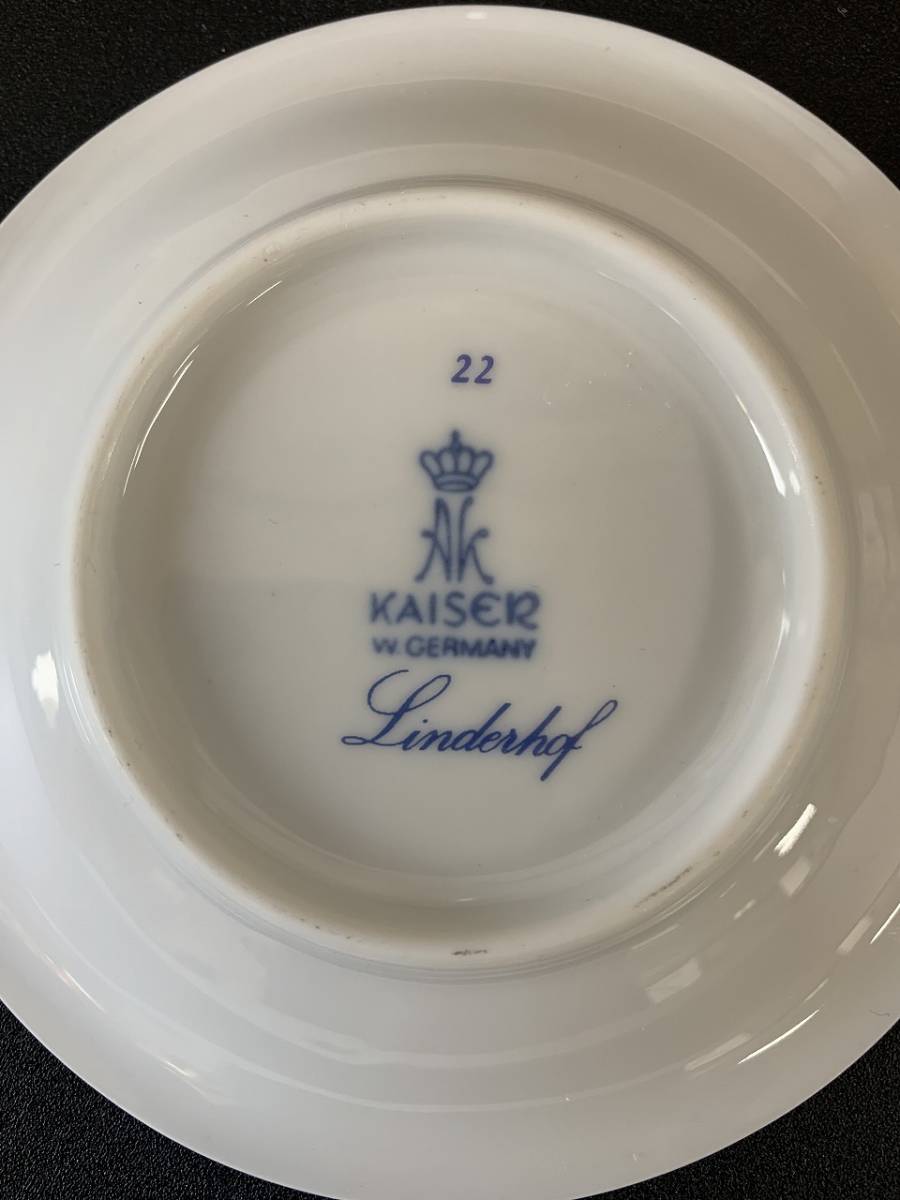 22
AK
KAISER
W. GERMANY
Linderhof